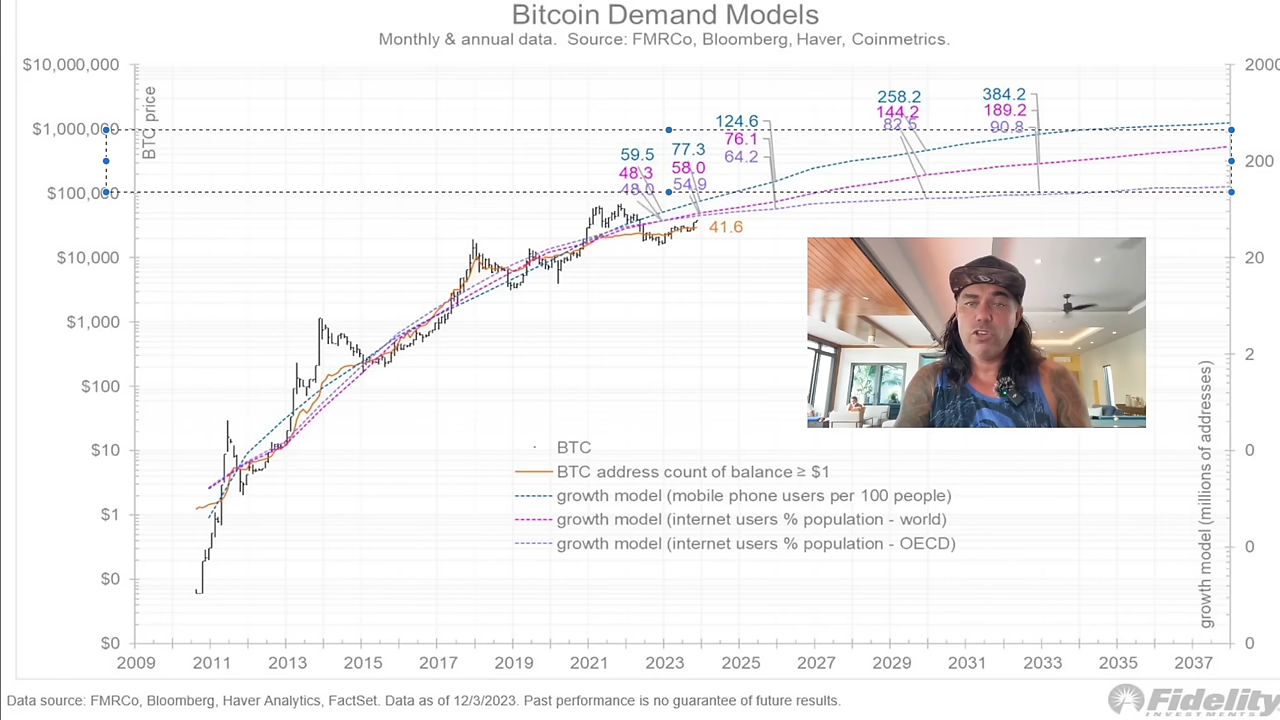 Bitcoin Demand Models
Monthly & annual data. Source: FMRCo, Bloomberg, Haver, Coinmetrics.
$10,000,000
$1,000,000
$100,000
$10,000
$1,000
$100
$10
$1
$0
$0
BTC price
59.5
48.3
48.0
77.3
58.0
54.9
41.6
124.6
76.1
64.2
258.2
144.2
82.5
384.2
189.2
90.8
2000
200
20
2
0
0
0
growth model (millions of addresses)
BTC
BTC address count of balance ≥ $1
growth model (mobile phone users per 100 people)
growth model (internet users % population - world)
growth model (internet users % population - OECD)
2009 2011 2013 2015 2017 2019 2021 2023 2025 2027 2029 2031 2033 2035 2037
Data source: FMRCo, Bloomberg, Haver Analytics, FactSet. Data as of 12/3/2023. Past performance is no guarantee of future results.
Fidelity
INVESTMENTS